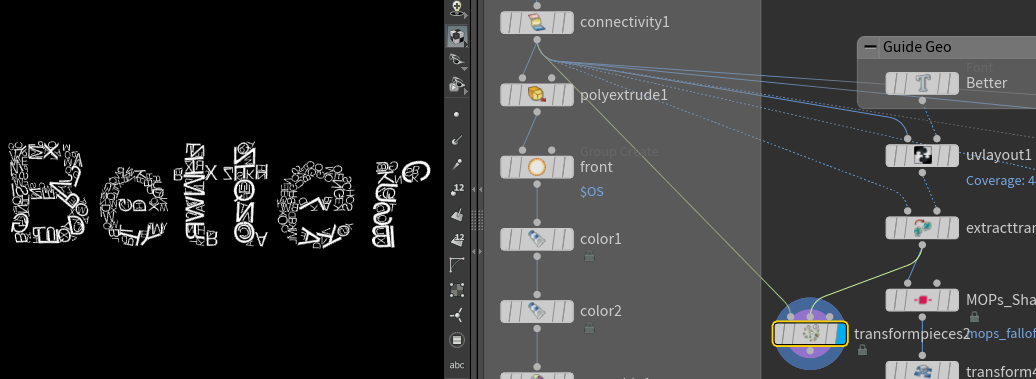 Better
12
12
abc
connectivity1
polyextrude1
Group Create
front
$OS
color1
color2
Guide Geo
Font
Better
uvlayout1
Coverage: 4
extracttran
MOPs_Sha
transformpieces2
mops_fallof
transform4